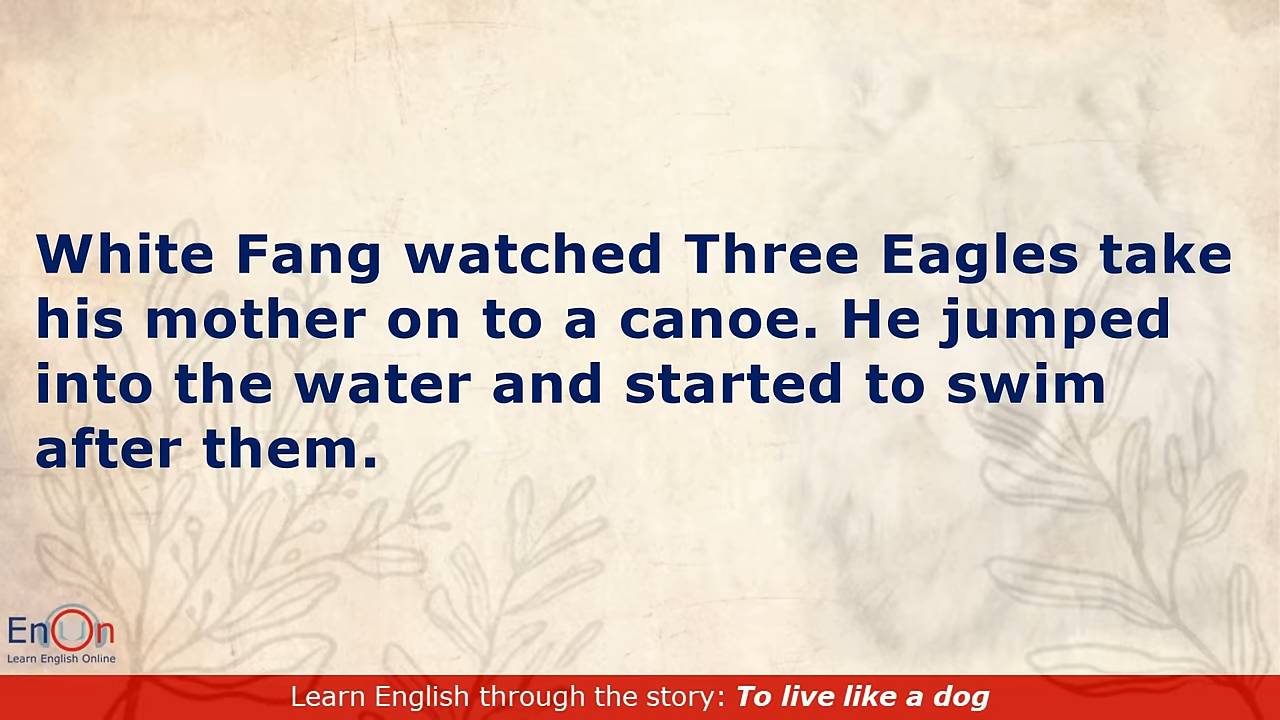 White Fang watched Three Eagles take
his mother on to a canoe. He jumped
into the water and started to swim
after them.
EnOn
Learn English Online
Learn English through the story: To live like a dog